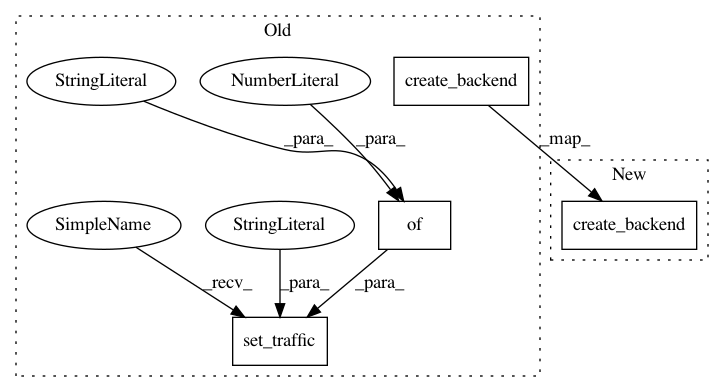 Old
StringLiteral
NumberLiteral
create_backend
_para_
_para_
_map_
New
SimpleName
StringLiteral
of
create_backend
_recv_
_para_
_para_
set_traffic